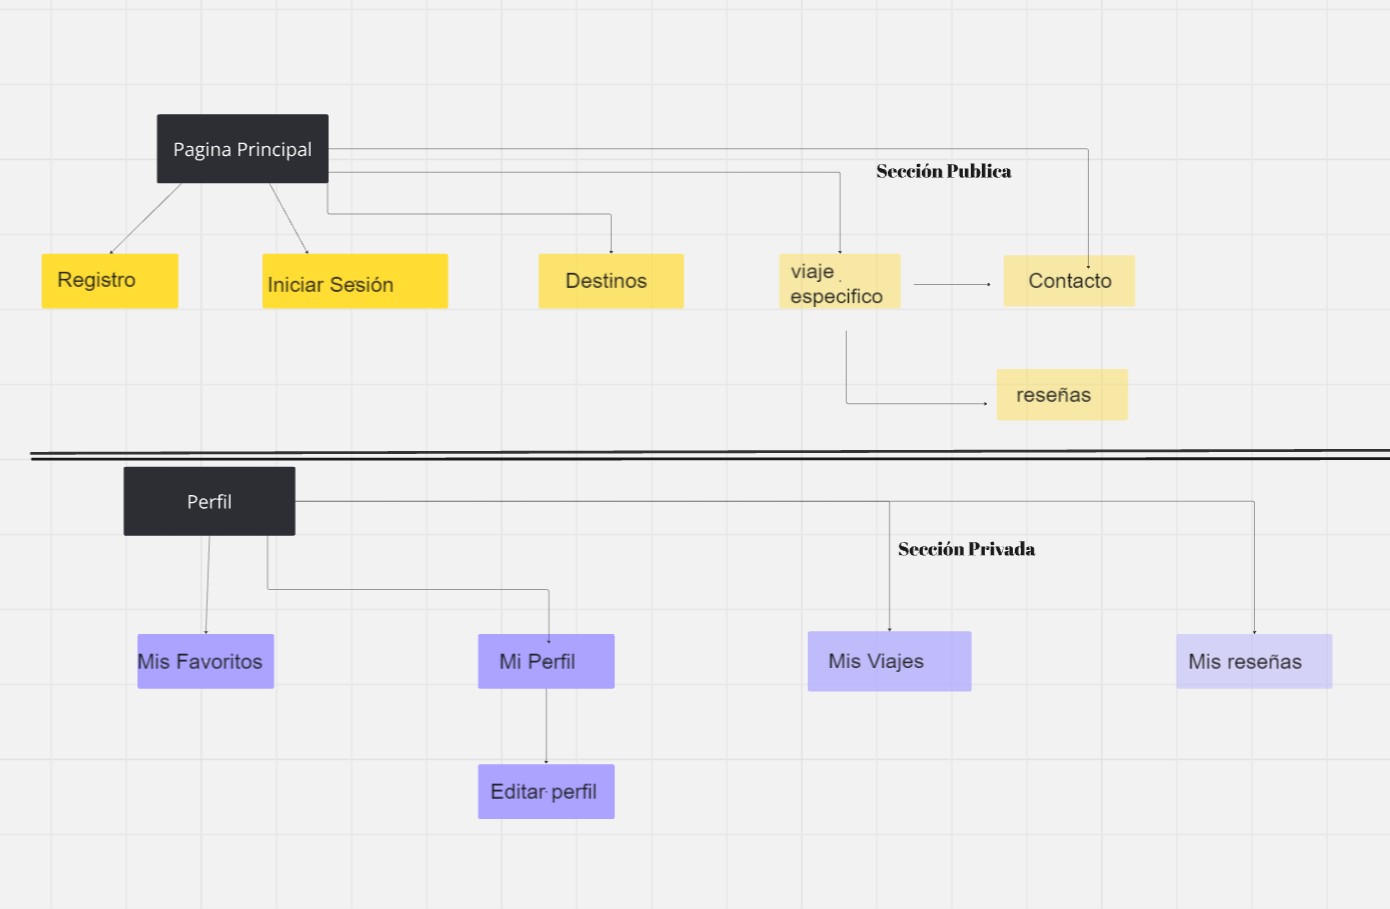 Pagina Principal
Sección Publica
Registro
Iniciar Sesión
Destinos
viaje
especifico
Contacto
reseñas
Perfil
Sección Privada
Mis Favoritos
Mi Perfil
Mis Viajes
Mis reseñas
Editar perfil